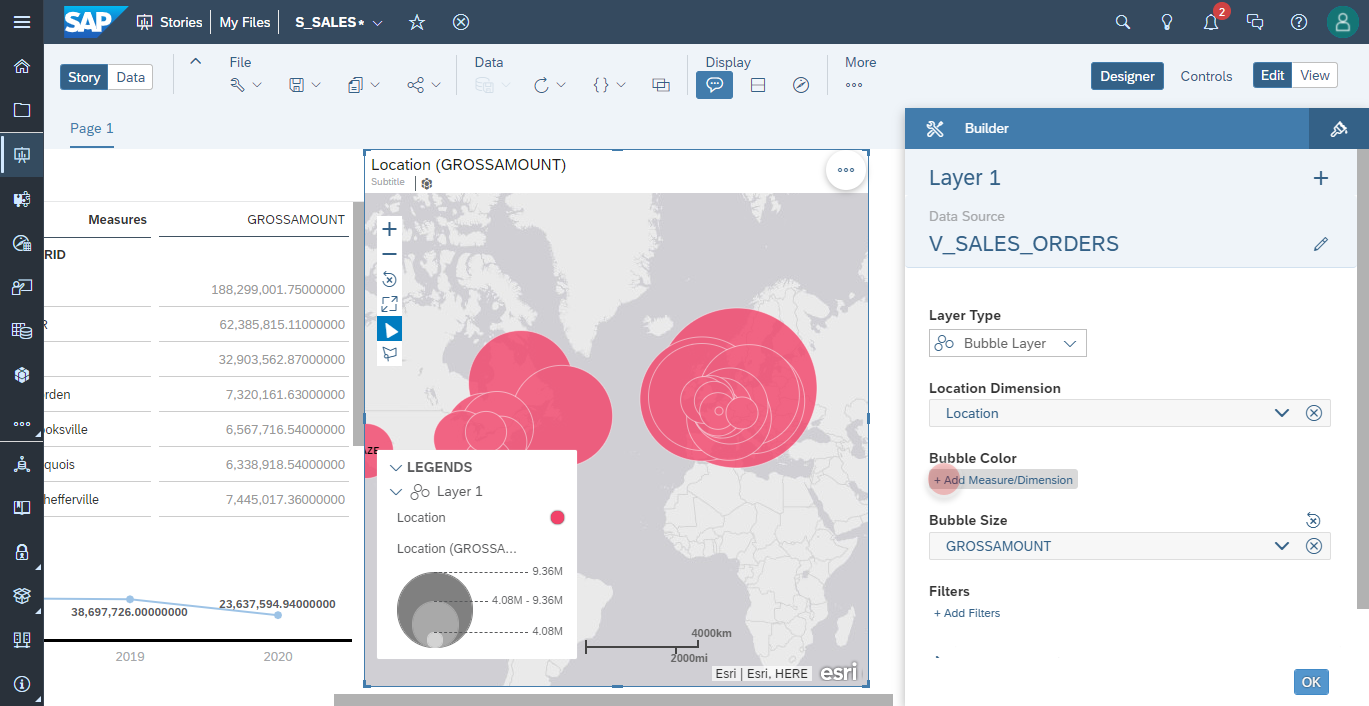 SAP
Stories
My Files
S_SALES*
2
Story
Data
File
Data
Display
More
Designer
Controls
Edit
View
Page 1
Measures
GROSSAMOUNT
RID
188,299,001.75000000
R
62,385,815.11000000
32,903,562.87000000
rden
7,320,161.63000000
ooksville
6,567,716.54000000
quois
6,338,918.54000000
hefferville
7,445,017.36000000
38,697,726.00000000
23,637,594.94000000
2019
2020
Location (GROSSAMOUNT)
Subtitle
AZE
LEGENDS
Layer 1
Location
Location (GROSSA...
9.36M
4.08M - 9.36M
4.08M
4000km
2000mi
Esri | Esri, HERE
esri
Builder
Layer 1
Data Source
V_SALES_ORDERS
Layer Type
Bubble Layer
Location Dimension
Location
Bubble Color
+ Add Measure/Dimension
Bubble Size
GROSSAMOUNT
Filters
+ Add Filters
OK